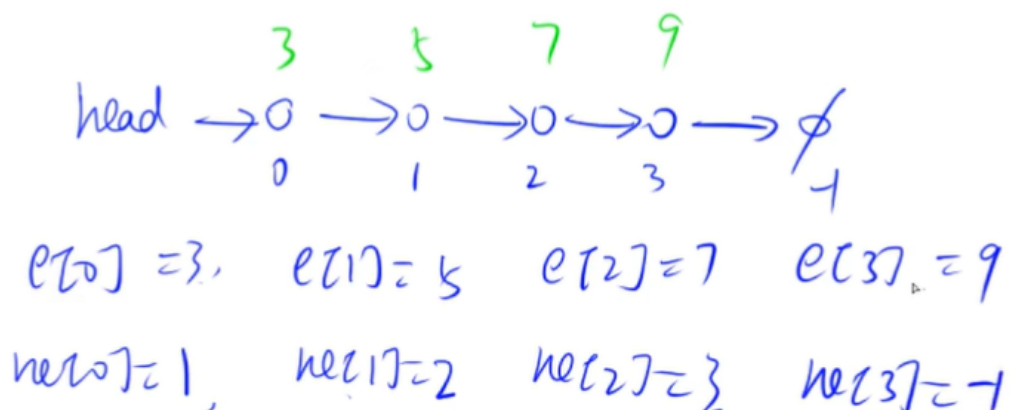 3 5 7 9
head → 0 → 0 → 0 → 0 → ∅
0 1 2 3 -1
e[0] =3, e[1]=5 e[2]=7 e[3].=9
ne[0]=1, ne[1]=2 ne[2]=3 ne[3]=-1